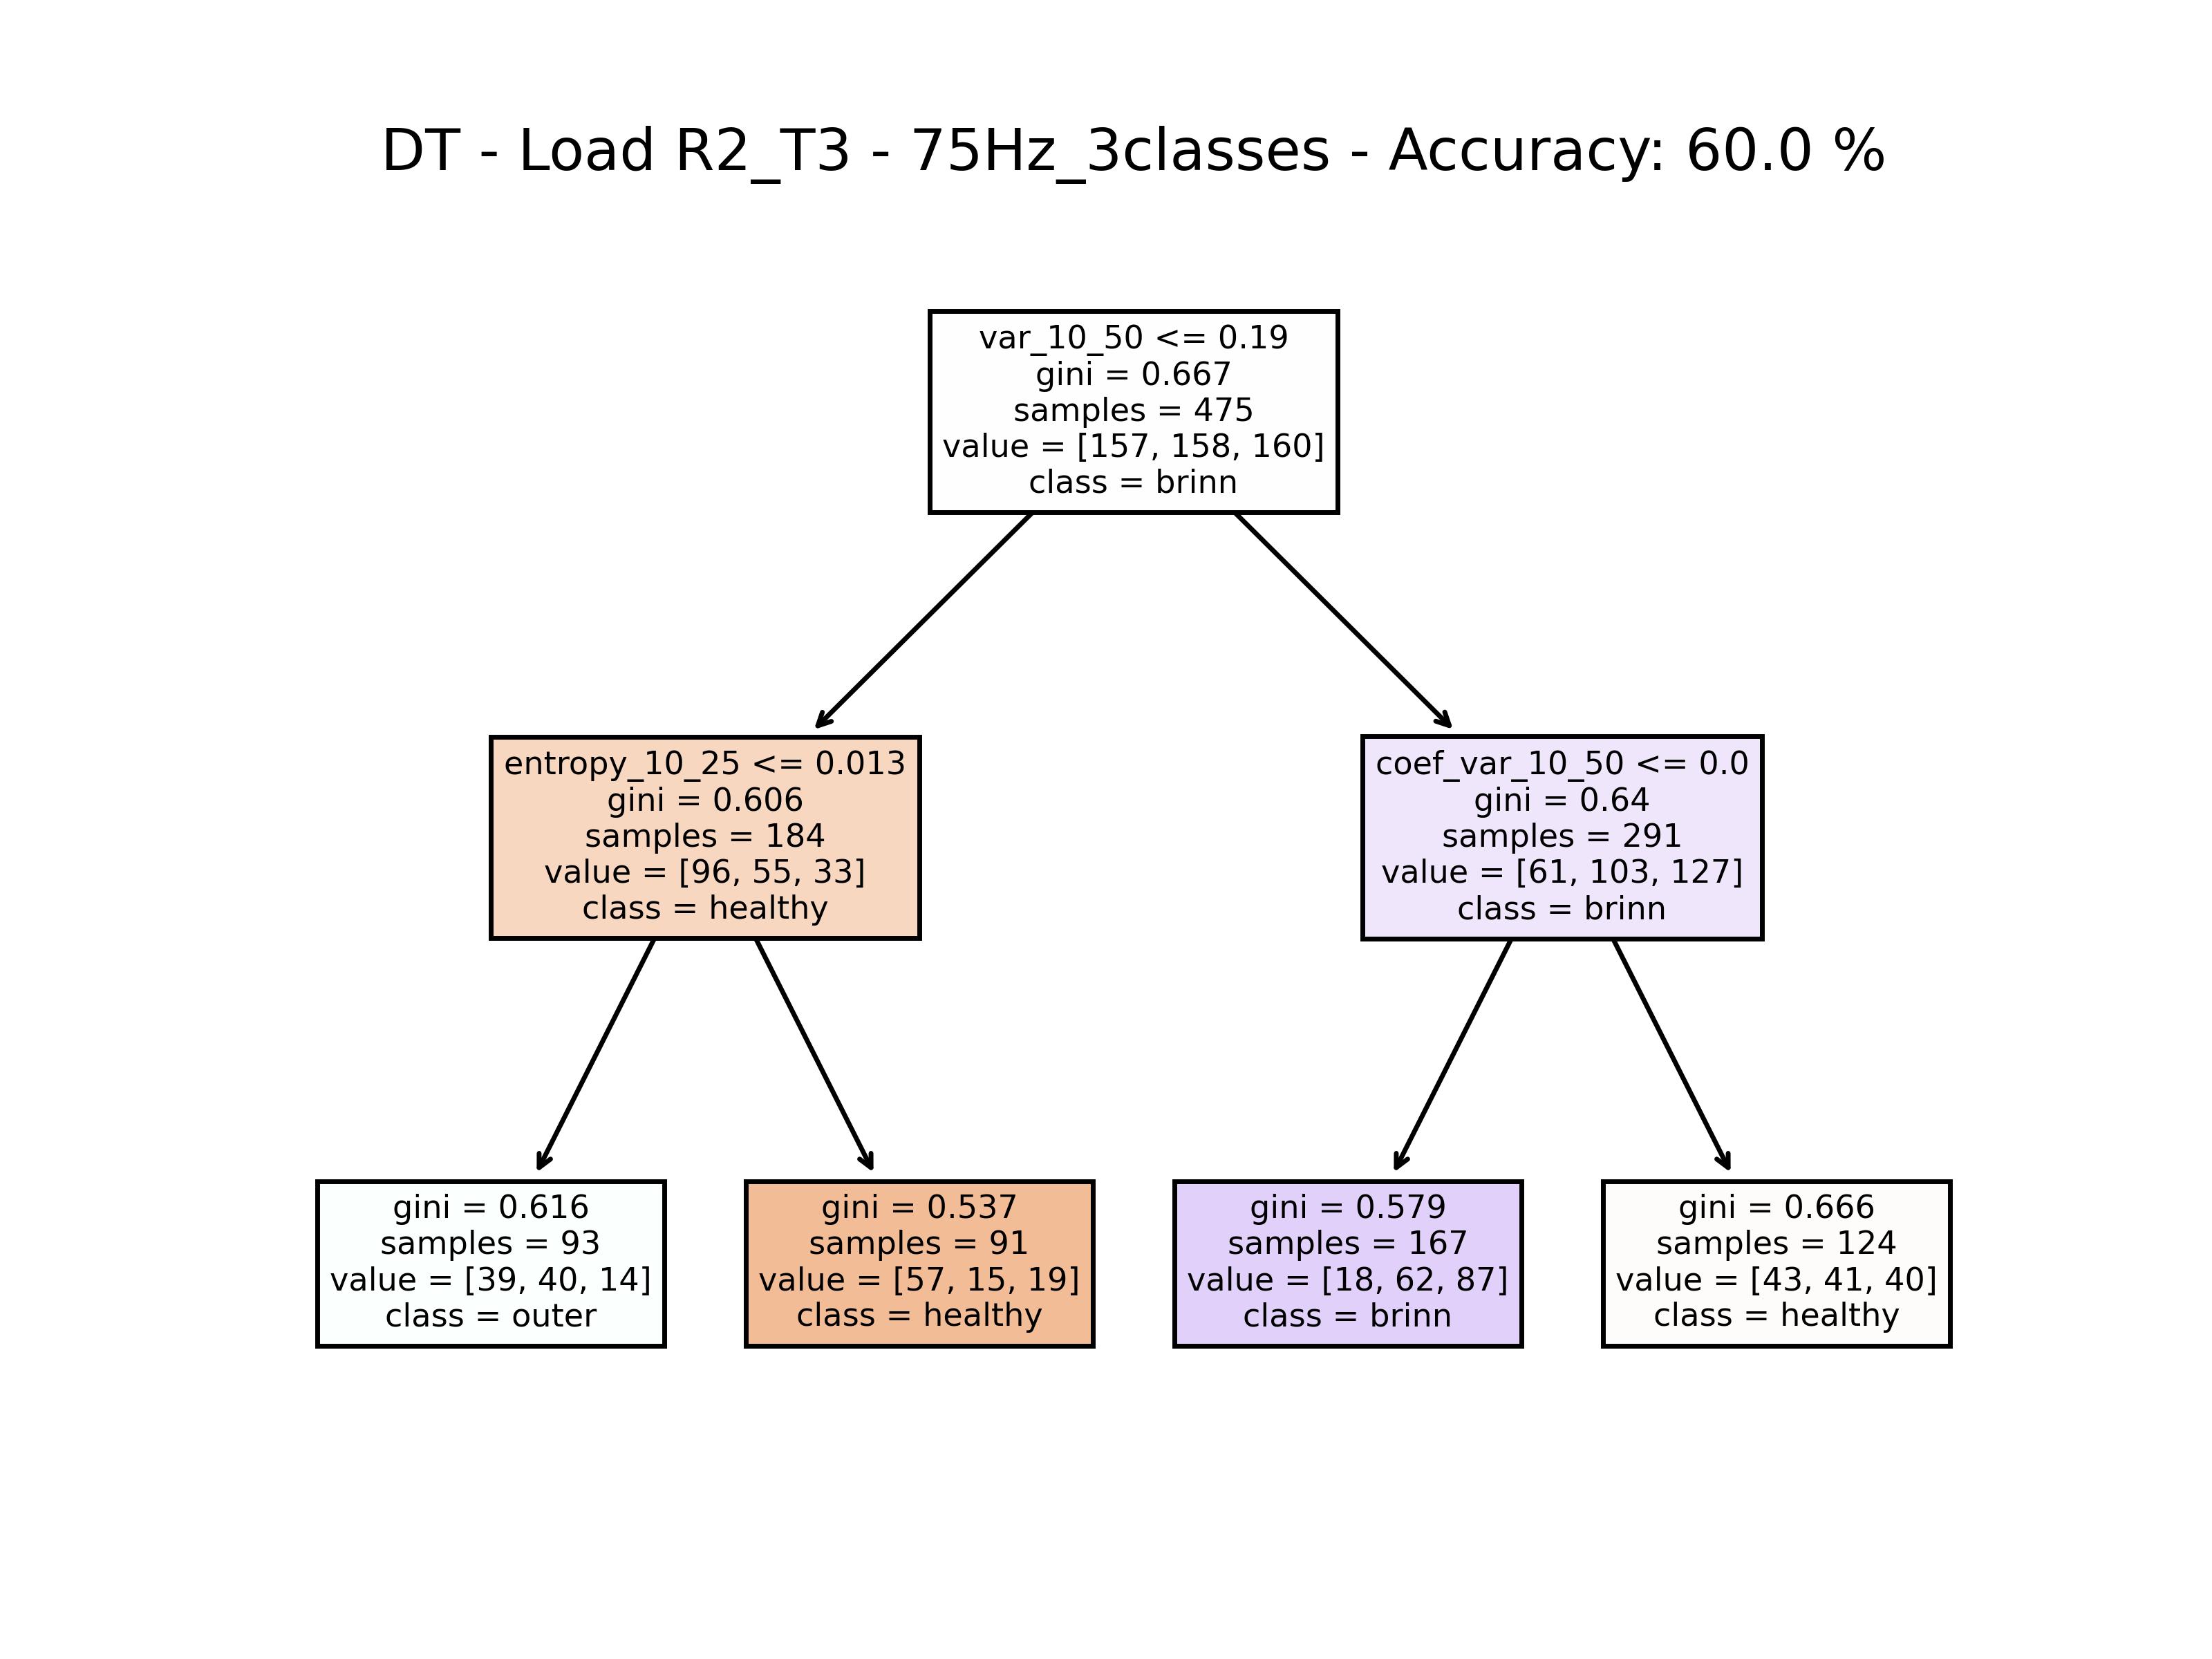 DT - Load R2_T3 - 75Hz_3classes - Accuracy: 60.0 %
var_10_50 <= 0.19
gini = 0.667
samples = 475
value = [157, 158, 160]
class = brinn
entropy_10_25 <= 0.013
gini = 0.606
samples = 184
value = [96, 55, 33]
class = healthy
coef_var_10_50 <= 0.0
gini = 0.64
samples = 291
value = [61, 103, 127]
class = brinn
gini = 0.616
samples = 93
value = [39, 40, 14]
class = outer
gini = 0.537
samples = 91
value = [57, 15, 19]
class = healthy
gini = 0.579
samples = 167
value = [18, 62, 87]
class = brinn
gini = 0.666
samples = 124
value = [43, 41, 40]
class = healthy